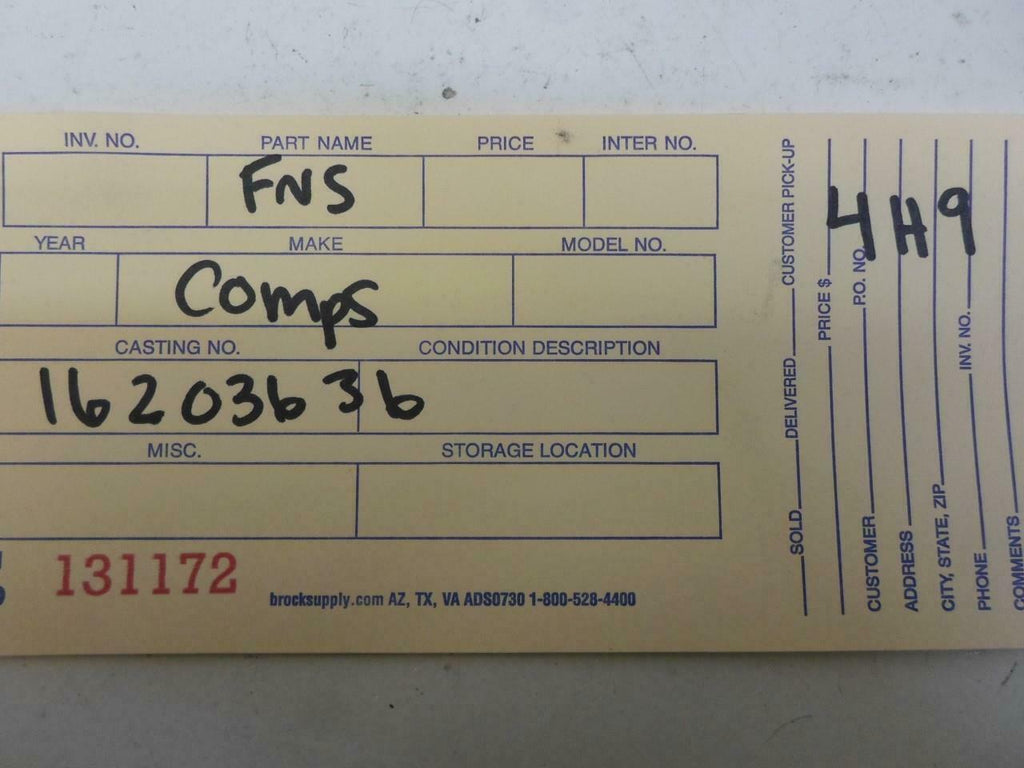 INV. NO. PART NAME PRICE INTER NO.
FNS
YEAR MAKE MODEL NO.
Comps
CASTING NO. CONDITION DESCRIPTION
16203636
MISC. STORAGE LOCATION
131172
brocksupply.com AZ, TX, VA ADS0730 1-800-528-4400
SOLD DELIVERED CUSTOMER PICK-UP
PRICE $
CUSTOMER P.O. NO.
ADDRESS
CITY, STATE, ZIP
PHONE INV. NO.
COMMENTS
4H9